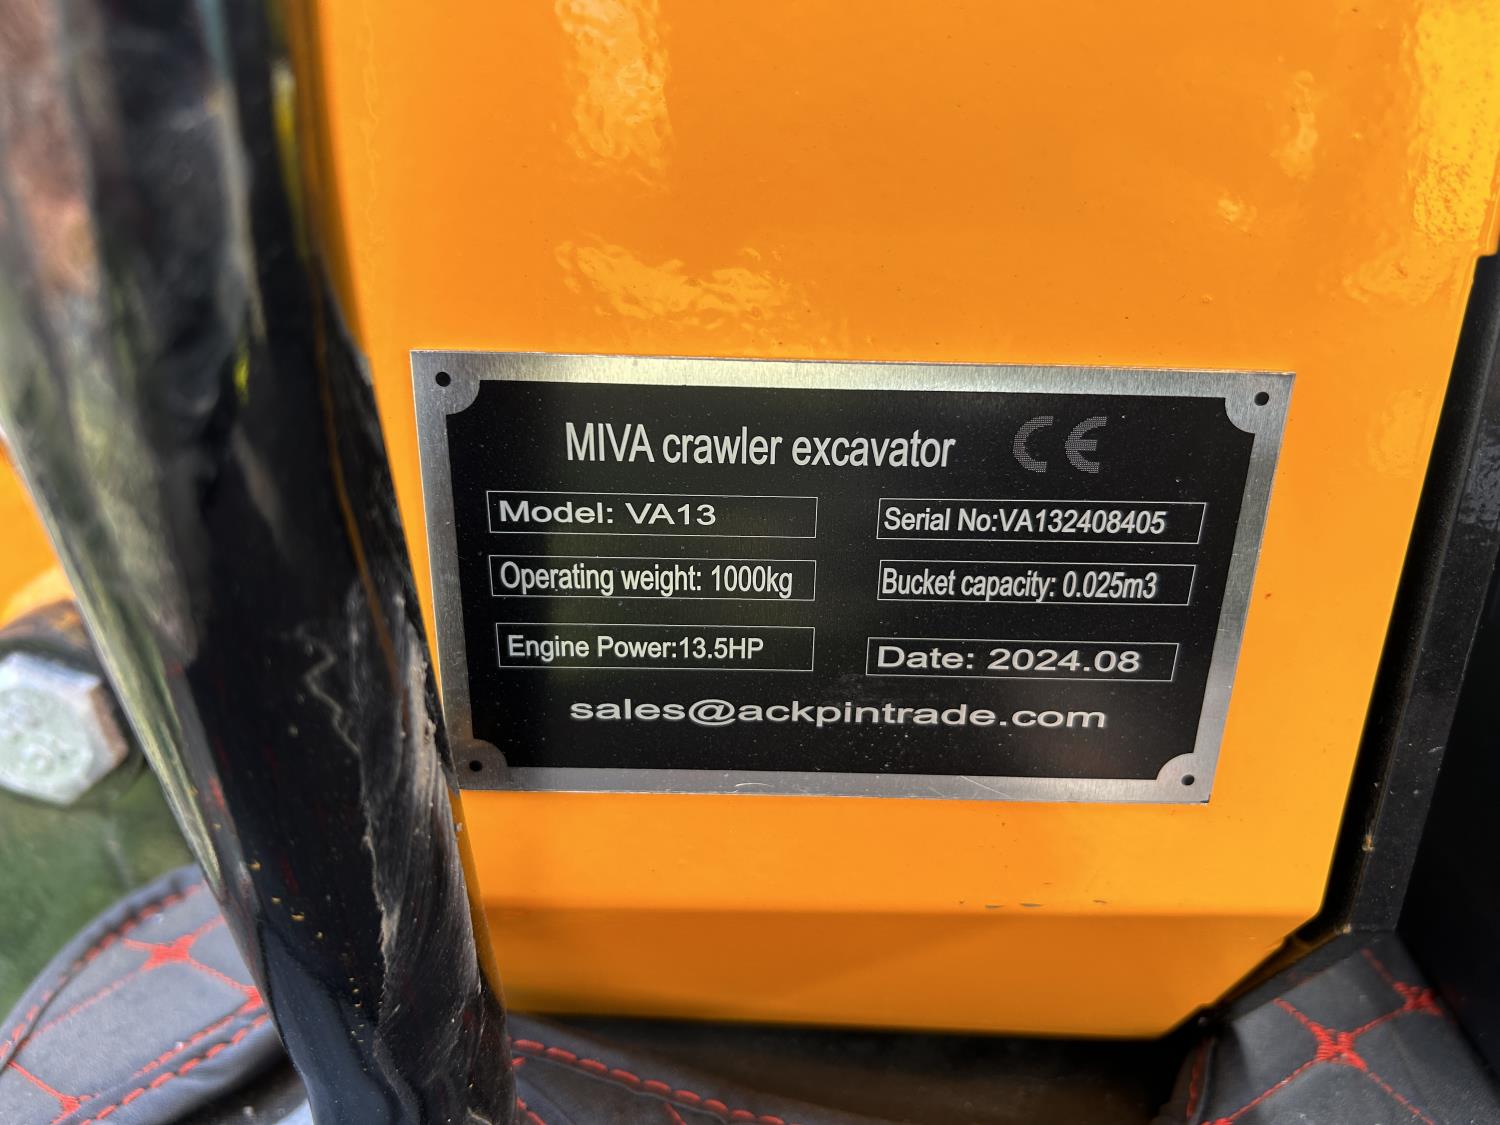 MIVA crawler excavator CE
Model: VA13
Serial No:VA132408405
Operating weight: 1000kg
Bucket capacity: 0.025m3
Engine Power:13.5HP
Date: 2024.08
sales@ackpintrade.com